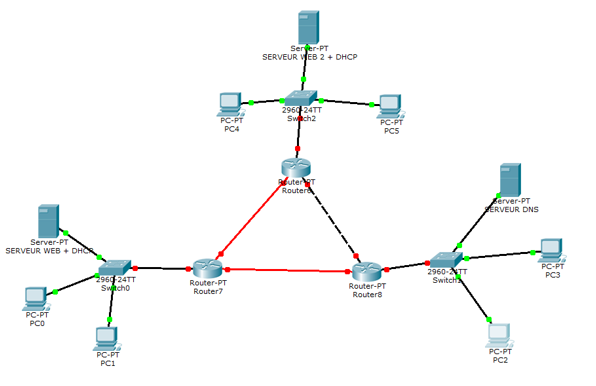 Server-PT
SERVEUR WEB 2 + DHCP
PC-PT
PC4
2960-24TT
Switch2
PC-PT
PC5
Router-PT
Server-PT
SERVEUR DNS
Server-PT
SERVEUR WEB + DHCP
2960-24TT
Switch0
Router-PT
Router7
Router-PT
Router8
2960-24TT
PC-PT
PC3
PC-PT
PC0
PC-PT
PC1
PC-PT
PC2